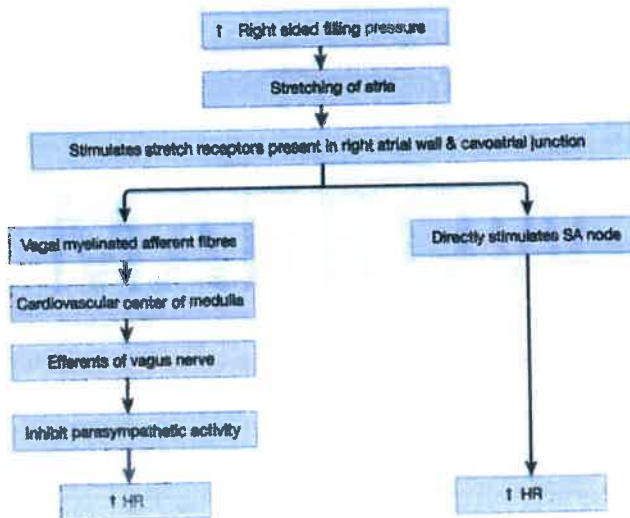 ↑ Right sided filling pressure
Stretching of atria
Stimulates stretch receptors present in right atrial wall & cavoatrial junction
Vagal myelinated afferent fibres
Directly stimulates SA node
Cardiovascular center of medulla
Efferents of vagus nerve
Inhibit parasympathetic activity
↑ HR
↑ HR